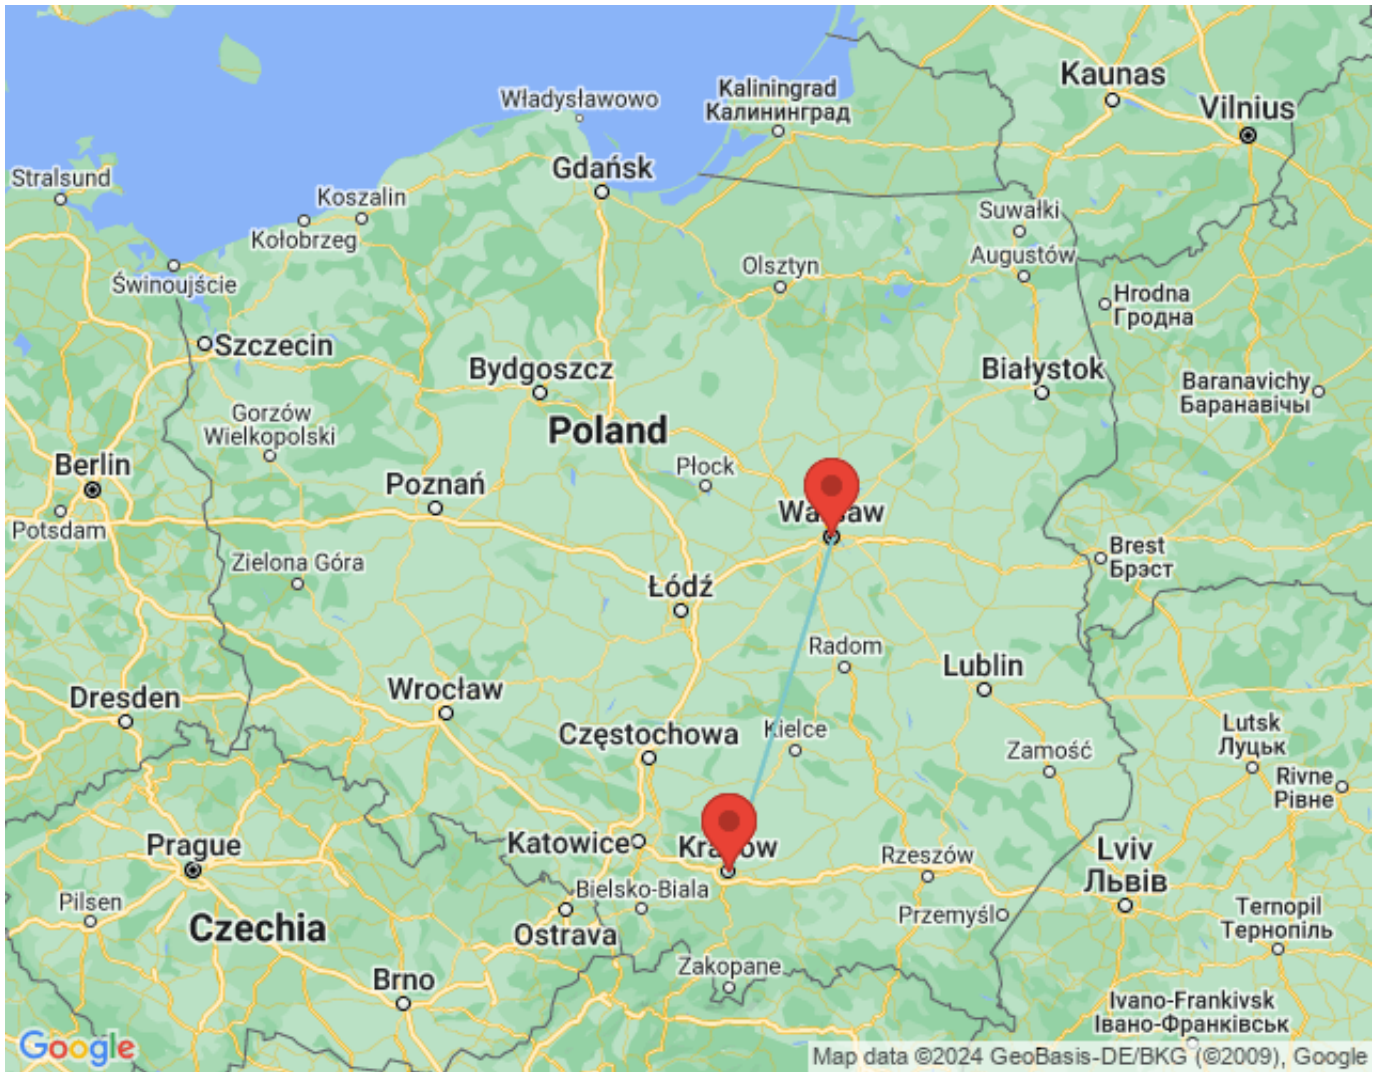 Kaunas
Vilnius
Kaliningrad
Калининград
Władysławowo
Gdańsk
Stralsund
Koszalin
Kołobrzeg
Suwałki
Augustów
Olsztyn
Świnoujście
Hrodna
Гродна
Szczecin
Bydgoszcz
Białystok
Baranavichy
Баранавічы
Gorzów
Wielkopolski
Poland
Berlin
Płock
Poznań
Warsaw
Potsdam
Brest
Брэст
Zielona Góra
Łódź
Radom
Lublin
Dresden
Wrocław
Częstochowa
Kielce
Lutsk
Луцьк
Zamość
Rivne
Рівне
Prague
Katowice
Krakow
Rzeszów
Lviv
Львів
Bielsko-Biala
Pilsen
Przemyśl
Ternopil
Тернопіль
Czechia
Ostrava
Zakopane
Brno
Ivano-Frankivsk
Івано-Франківськ
Google
Map data ©2024 GeoBasis-DE/BKG (©2009), Google